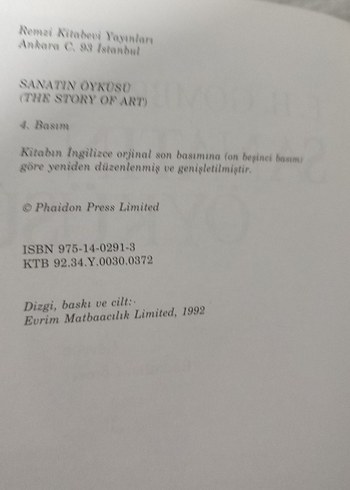 Remzi Kitabevi Yayınları
Ankara C. 93 İstanbul
SANATIN ÖYKÜSÜ
(THE STORY OF ART)
4. Basım
Kitabın İngilizce orjinal son basımına (on beşinci basım)
göre yeniden düzenlenmiş ve genişletilmiştir.
© Phaidon Press Limited
ISBN 975-14-0291-3
KTB 92.34.Y.0030.0372
Dizgi, baskı ve cilt:
Evrim Matbaacılık Limited, 1992